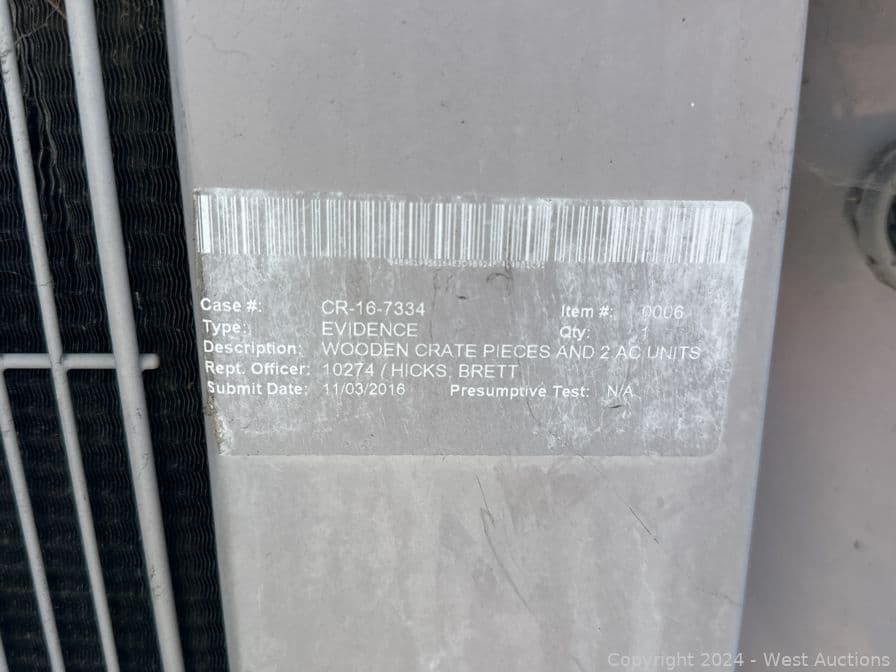 Case #: CR-16-7334 Item #: 0006
Type: EVIDENCE Qty: 1
Description: WOODEN CRATE PIECES AND 2 AC UNITS
Rept. Officer: 10274 / HICKS, BRETT
Submit Date: 11/03/2016 Presumptive Test: N/A
Copyright 2024 - West Auctions